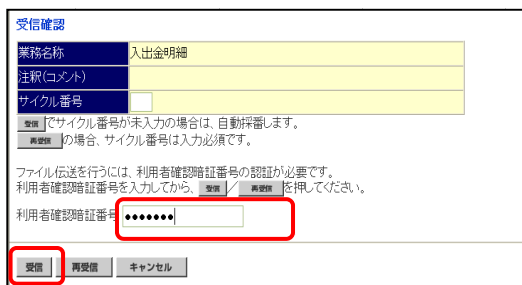 受信確認
業務名称 入出金明細
注釈(コメント)
サイクル番号
受信 でサイクル番号が未入力の場合は、自動採番します。
再受信 の場合、サイクル番号は入力必須です。
ファイル伝送を行うには、利用者確認暗証番号の認証が必要です。
利用者確認暗証番号を入力してから、 受信 / 再受信 を押してください。
利用者確認暗証番号 ●●●●●●●
受信 再受信 キャンセル